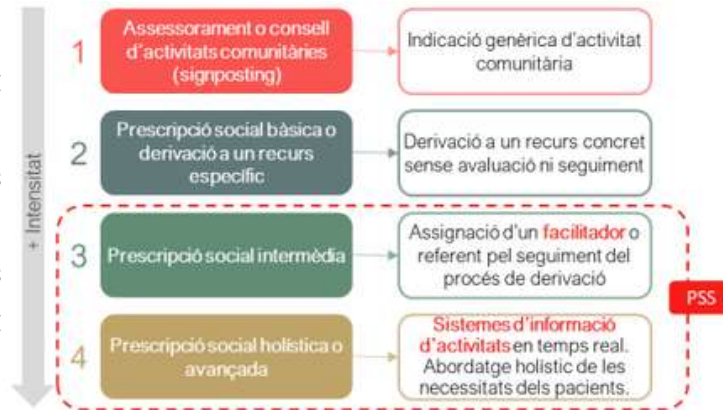 + Intensitat
1
Assessorament o consell
d'activitats comunitàries
(signposting)
Indicació genèrica d'activitat
comunitària
2
Prescripció social bàsica o
derivació a un recurs
específic
Derivació a un recurs concret
sense avaluació ni seguiment
3
Prescripció social intermèdia
Assignació d'un facilitador o
referent pel seguiment del
procés de derivació
PSS
4
Prescripció social holística o
avançada
Sistemes d'informació
d'activitats en temps real.
Abordatge holístic de les
necessitats dels pacients.